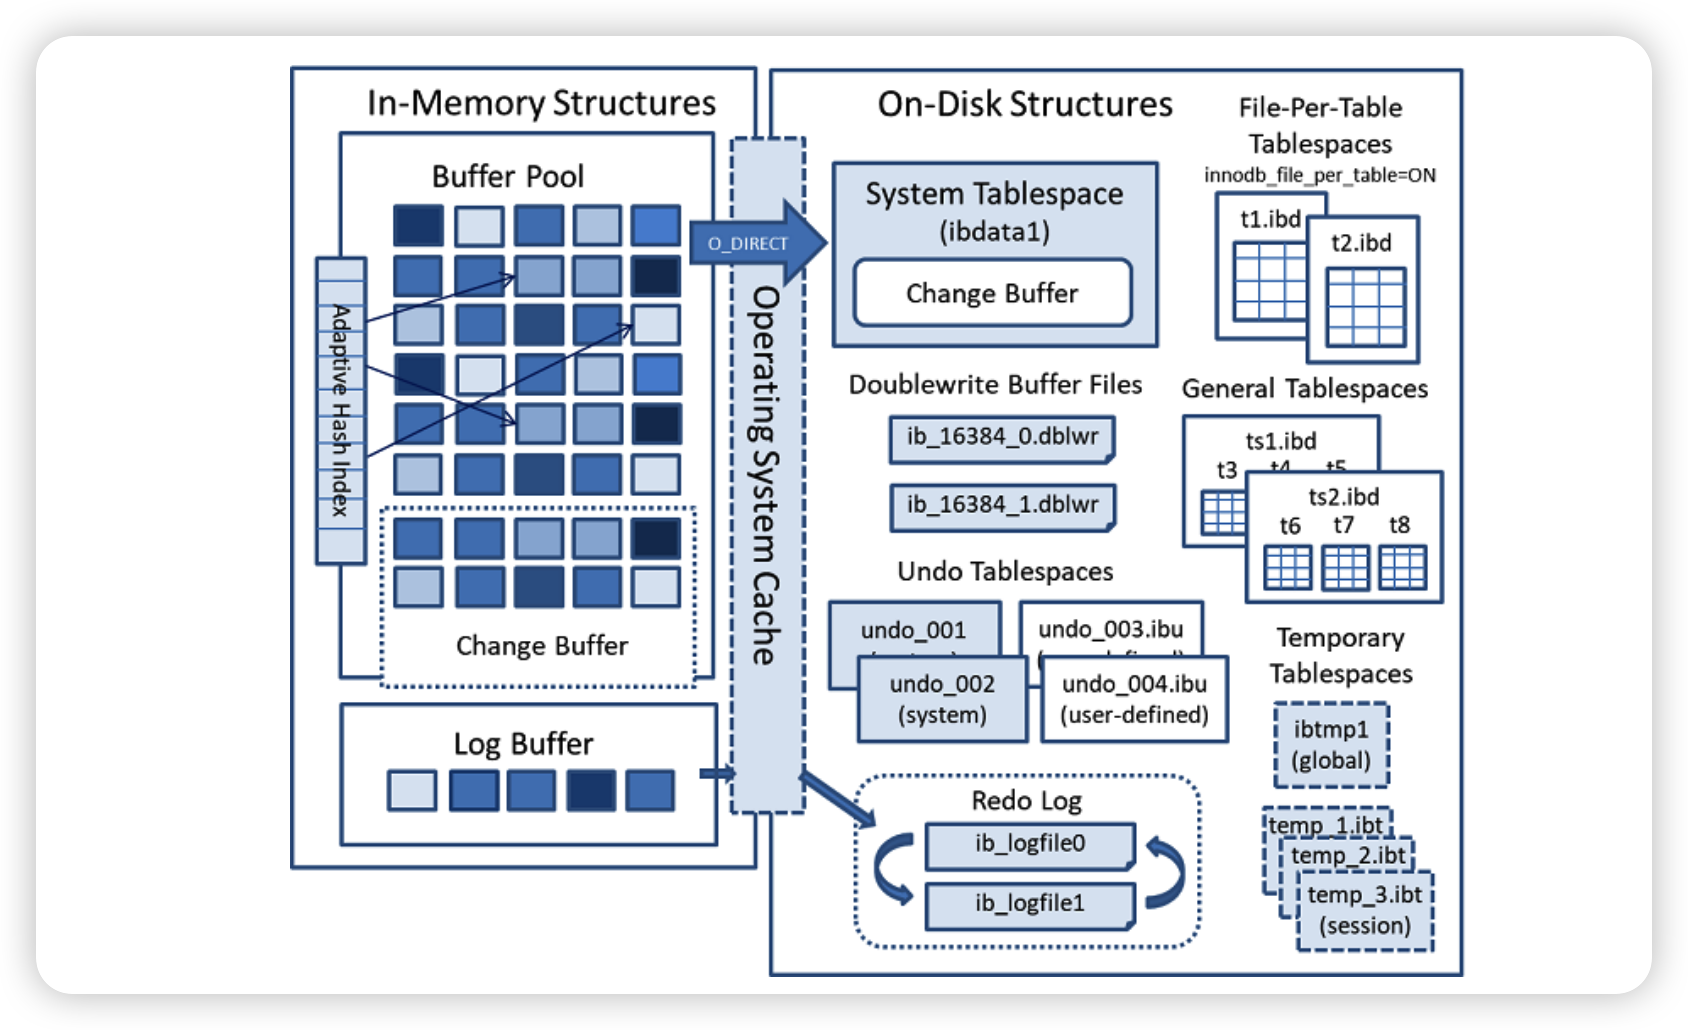 In-Memory Structures
Buffer Pool
Adaptive Hash Index
Change Buffer
Log Buffer
Operating System Cache
O_DIRECT
On-Disk Structures
System Tablespace
(ibdata1)
Change Buffer
Doublewrite Buffer Files
ib_16384_0.dblwr
ib_16384_1.dblwr
Undo Tablespaces
undo_001
undo_002
(system)
undo_003.ibu
undo_004.ibu
(user-defined)
Redo Log
ib_logfile0
ib_logfile1
File-Per-Table
Tablespaces
innodb_file_per_table=ON
t1.ibd
t2.ibd
General Tablespaces
ts1.ibd
t3 t4 t5
ts2.ibd
t6 t7 t8
Temporary
Tablespaces
ibtmp1
(global)
temp_1.ibt
temp_2.ibt
temp_3.ibt
(session)